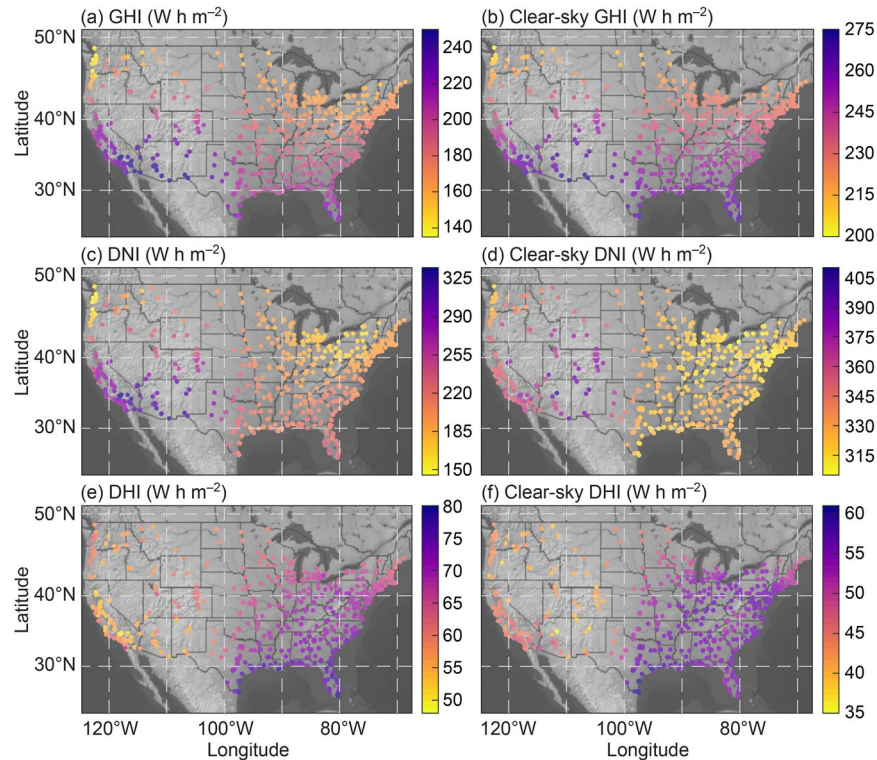 (a) GHI (W h m⁻²)
(b) Clear-sky GHI (W h m⁻²)
50°N
40°N
30°N
Latitude
240
220
200
180
160
140
275
260
245
230
215
200
(c) DNI (W h m⁻²)
(d) Clear-sky DNI (W h m⁻²)
50°N
40°N
30°N
Latitude
325
290
255
220
185
150
405
390
375
360
345
330
315
(e) DHI (W h m⁻²)
(f) Clear-sky DHI (W h m⁻²)
50°N
40°N
30°N
Latitude
80
75
70
65
60
55
50
60
55
50
45
40
35
120°W 100°W 80°W
Longitude
120°W 100°W 80°W
Longitude